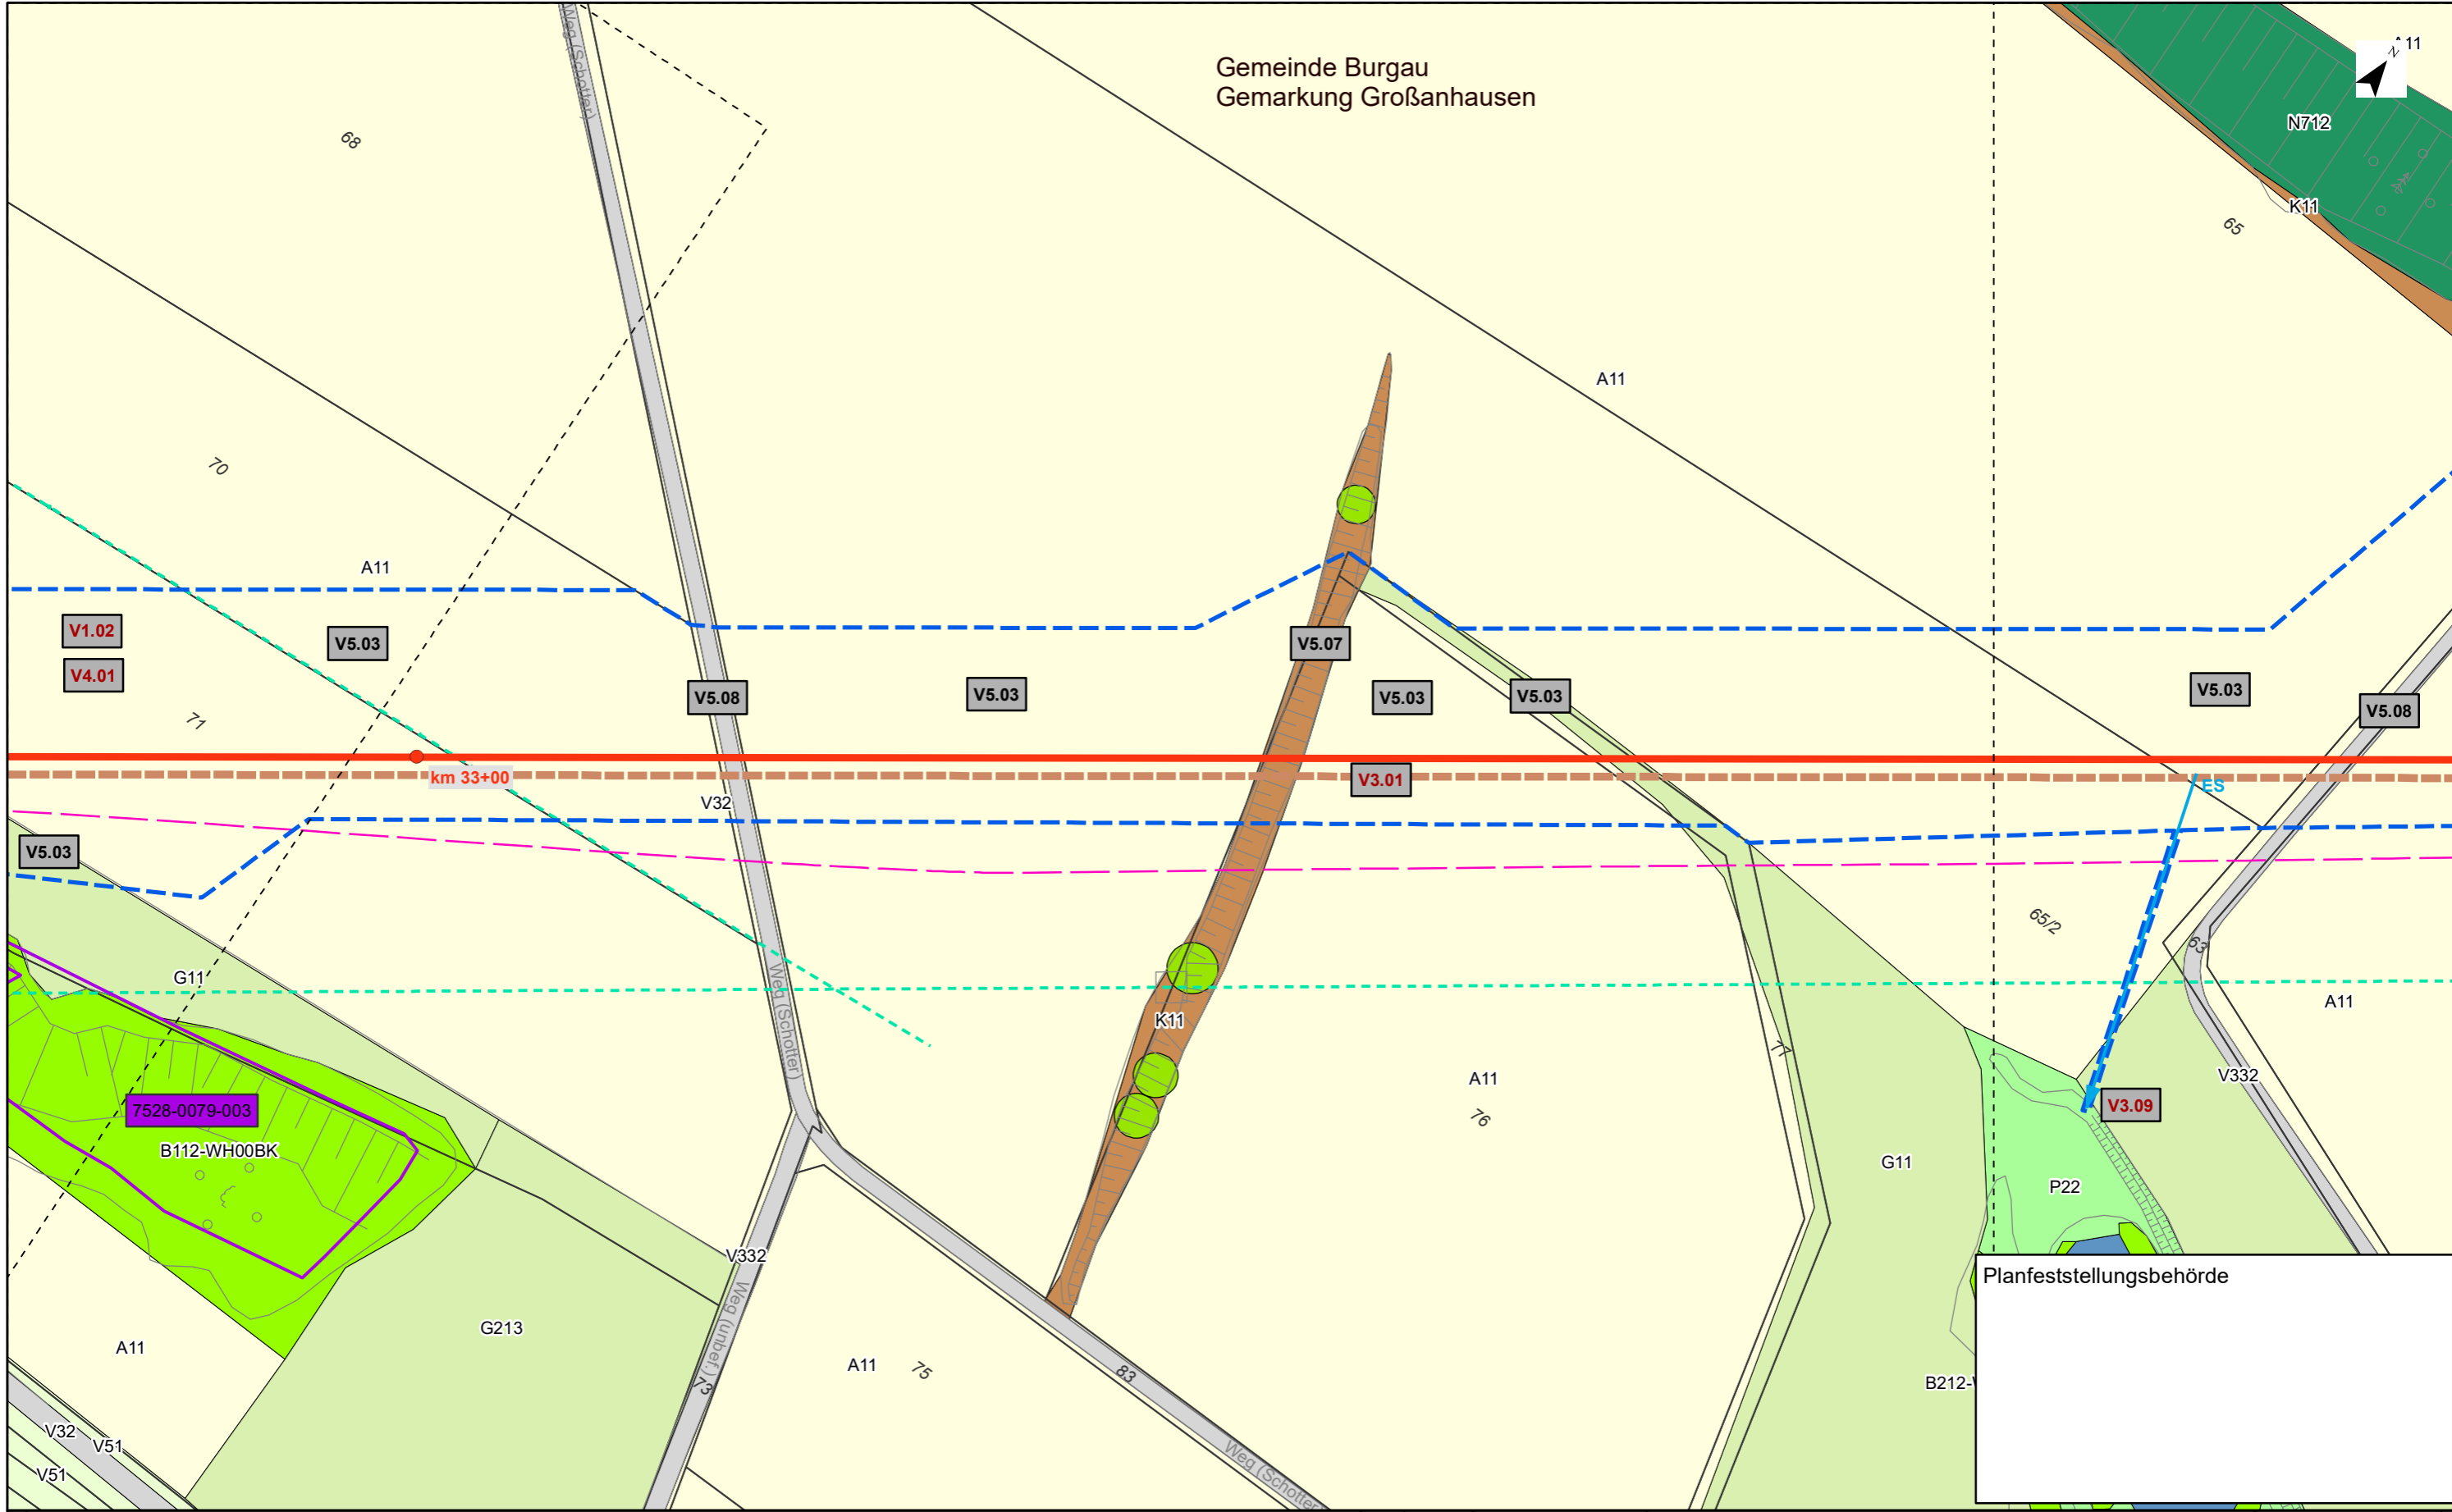 Weg (Schotter)
A11
Gemeinde Burgau
Gemarkung Großanhausen
N
N712
68
K11
65
A11
70
A11
V1.02
V5.03
V5.07
V4.01
V5.08
V5.03
V5.03
V5.03
V5.03
V5.08
71
km 33+00
V3.01
ES
V32
V5.03
65/2
63
G11
A11
Weg (Schotter)
K11
77
A11
V332
7528-0079-003
V3.09
76
B112-WH00BK
G11
P22
V332
Planfeststellungsbehörde
G213
Weg (unbef.)
A11
A11
75
83
73
B212-
V32
V51
V51
Weg (Schotter